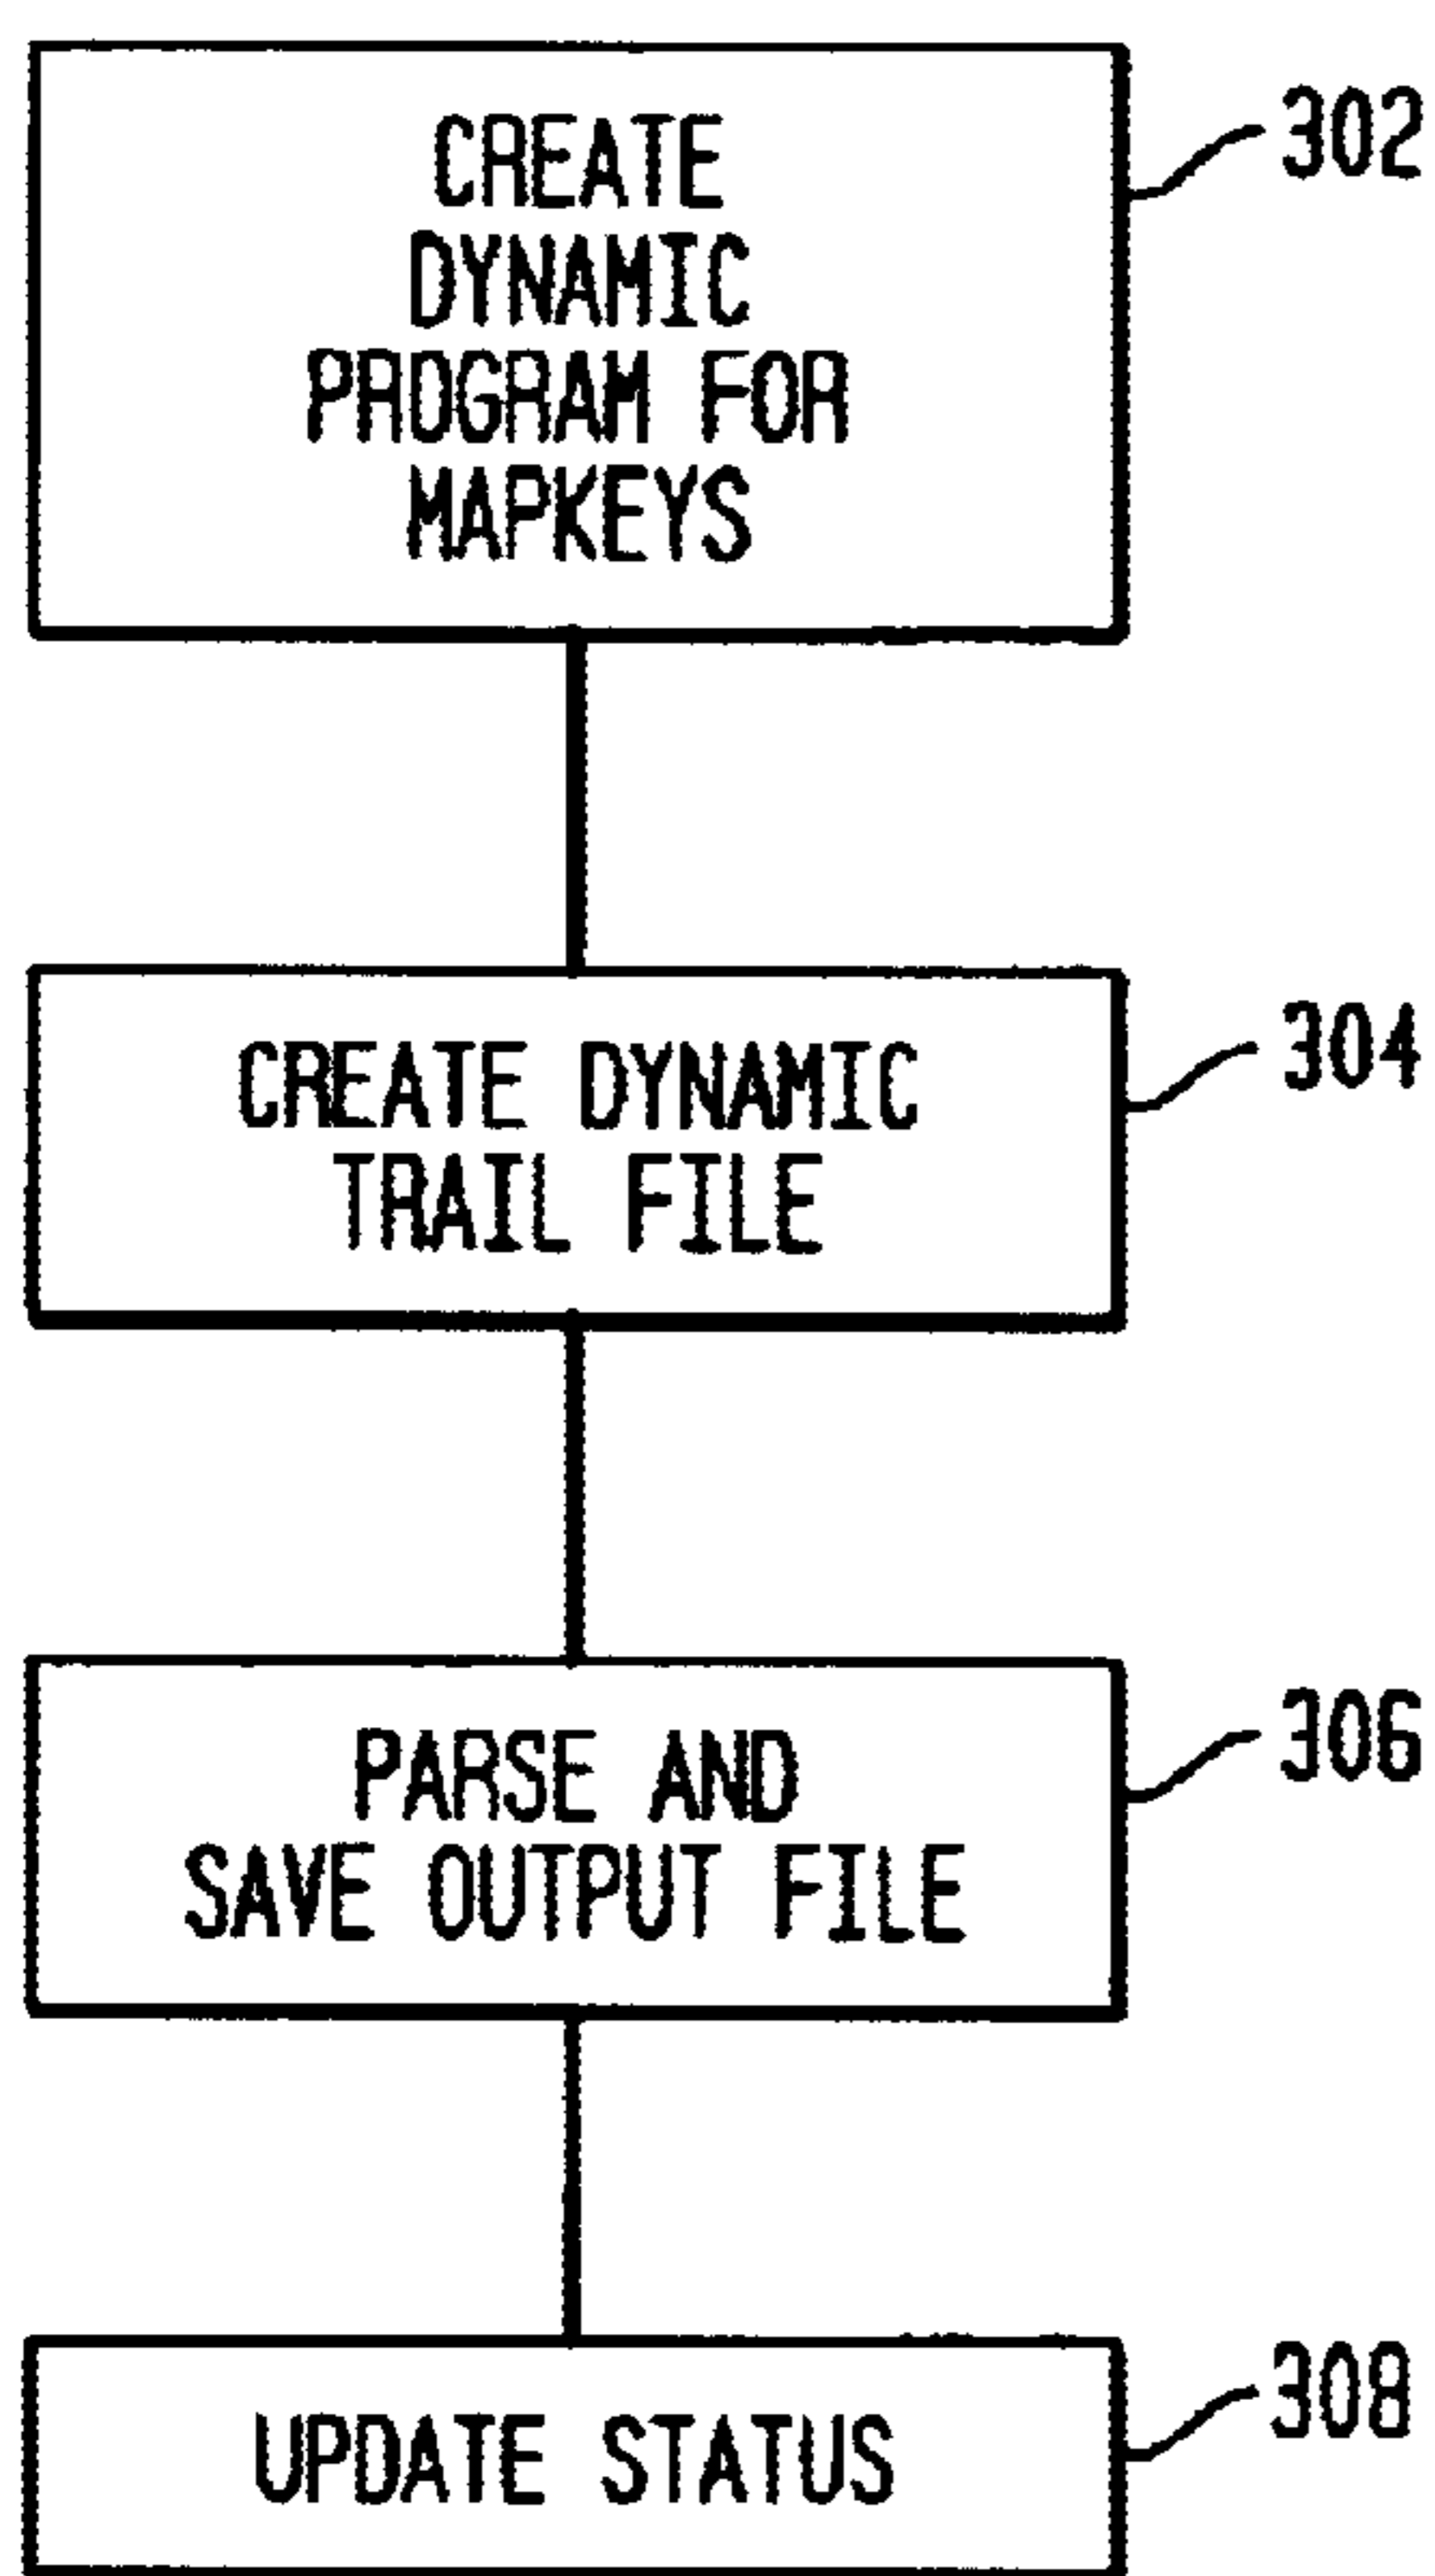 CREATE
DYNAMIC
PROGRAM FOR
MAPKEYS
302
CREATE DYNAMIC
TRAIL FILE
304
PARSE AND
SAVE OUTPUT FILE
306
UPDATE STATUS
308